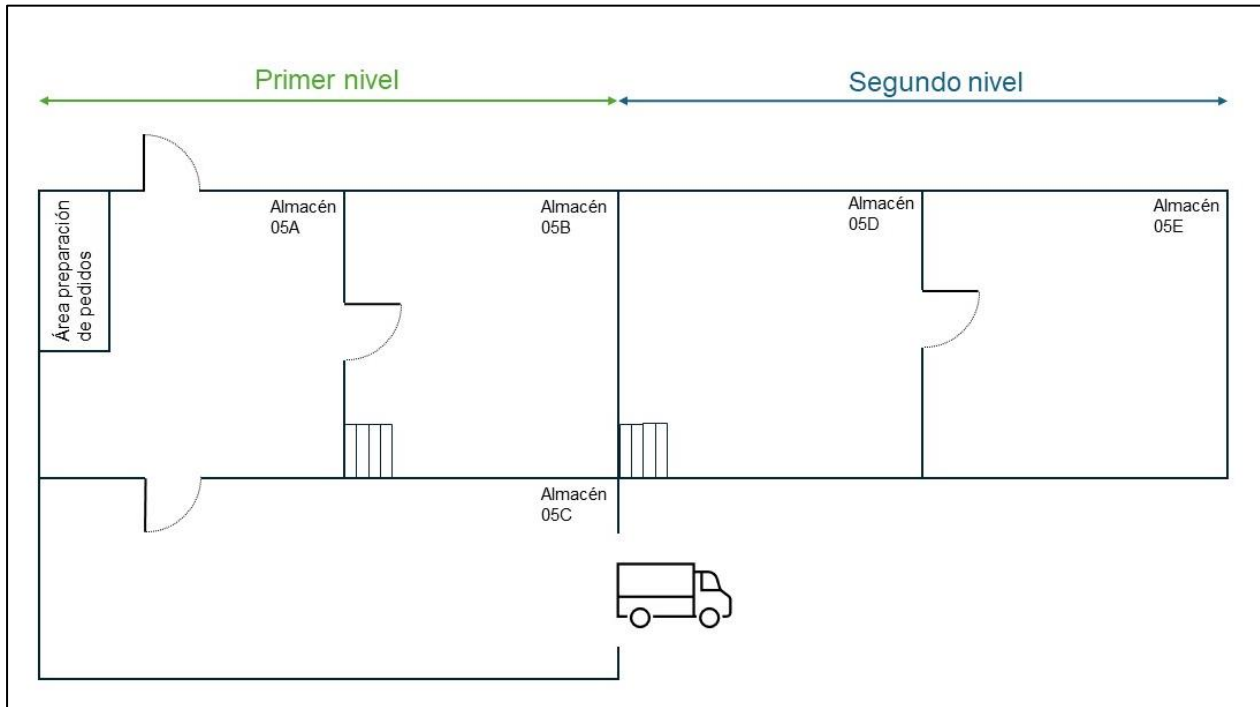 Primer nivel
Segundo nivel
Área preparación
de pedidos
Almacén
05A
Almacén
05B
Almacén
05D
Almacén
05E
Almacén
05C